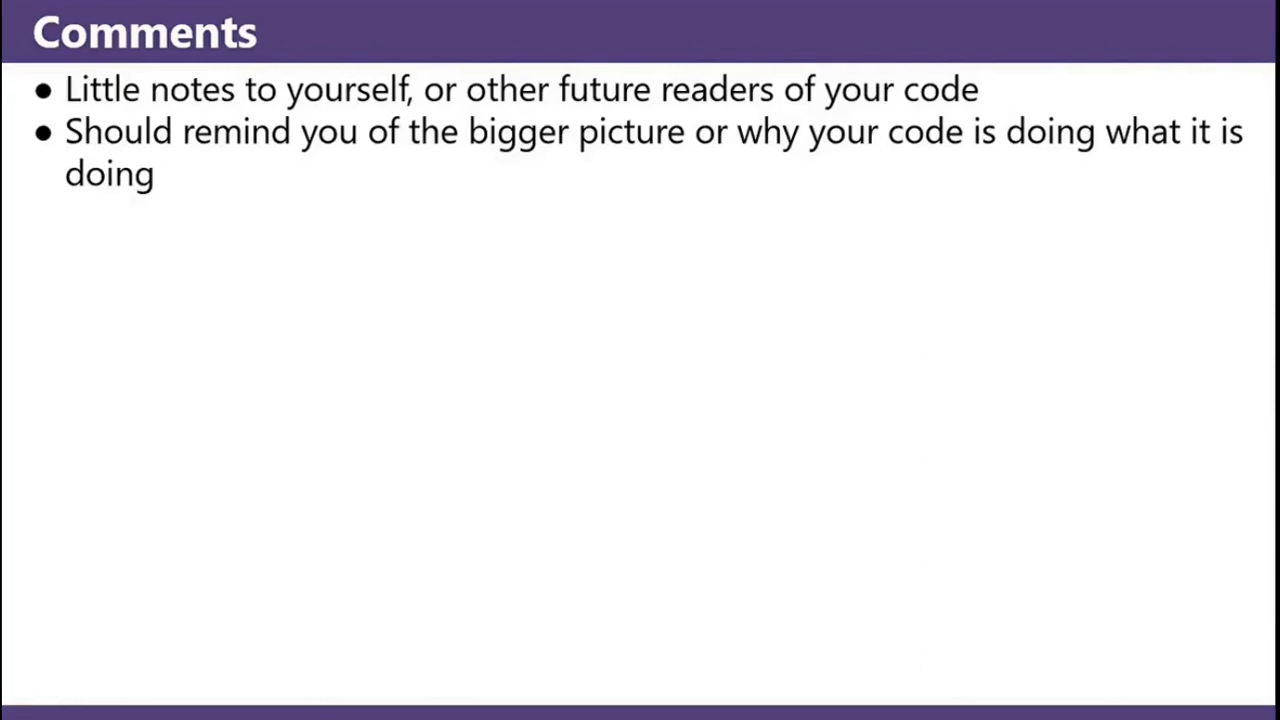 Comments
● Little notes to yourself, or other future readers of your code
● Should remind you of the bigger picture or why your code is doing what it is
doing